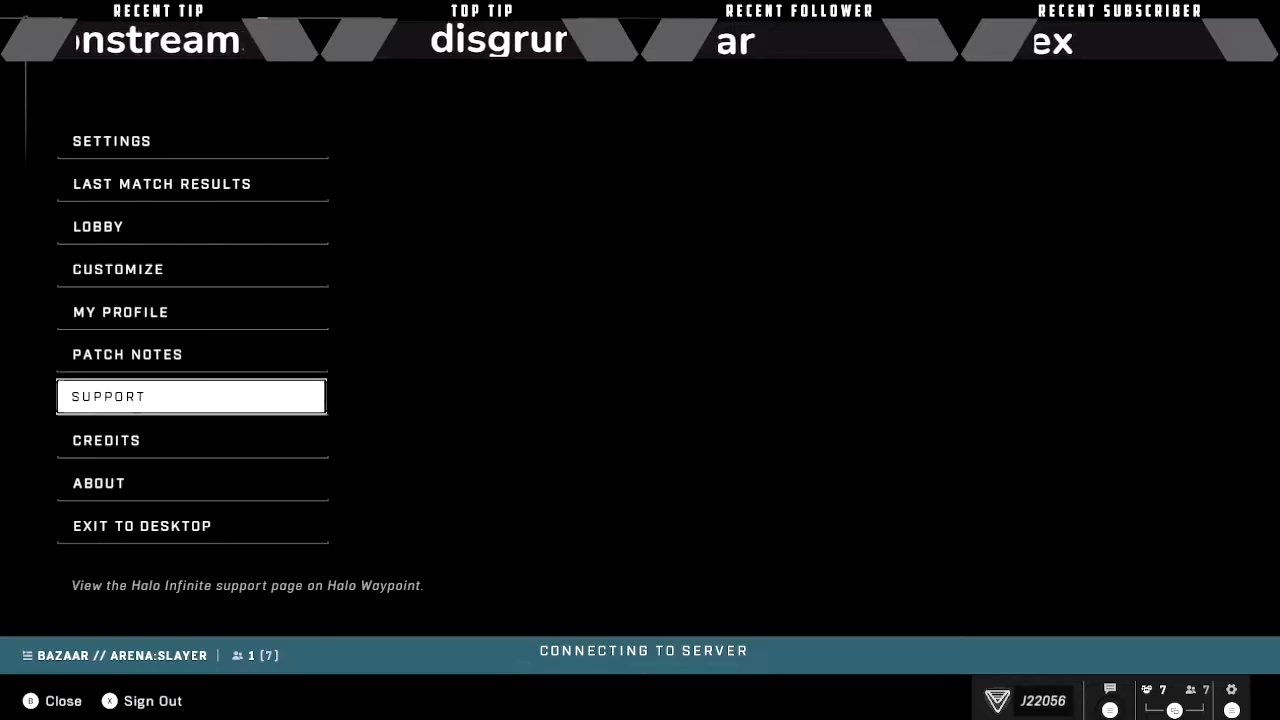 RECENT TIP
TOP TIP
RECENT FOLLOWER
RECENT SUBSCRIBER
nstream
disgrur
ar
ex
SETTINGS
LAST MATCH RESULTS
LOBBY
CUSTOMIZE
MY PROFILE
PATCH NOTES
SUPPORT
CREDITS
ABOUT
EXIT TO DESKTOP
View the Halo Infinite support page on Halo Waypoint.
BAZAAR // ARENA:SLAYER | 1 [7]
CONNECTING TO SERVER
B Close X Sign Out
J22056
7 7